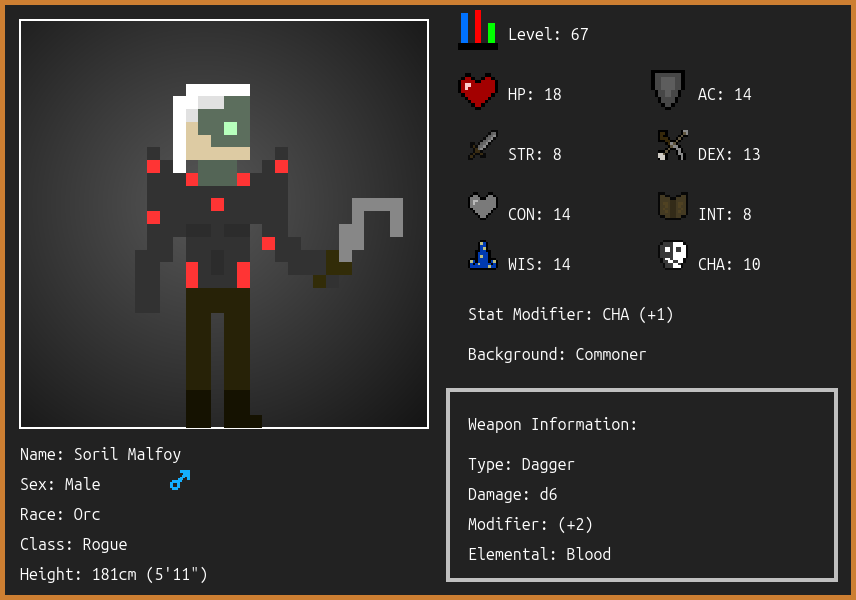 Level: 67
HP: 18
AC: 14
STR: 8
DEX: 13
CON: 14
INT: 8
WIS: 14
CHA: 10
Stat Modifier: CHA (+1)
Background: Commoner
Weapon Information:
Type: Dagger
Damage: d6
Modifier: (+2)
Elemental: Blood
Name: Soril Malfoy
Sex: Male
Race: Orc
Class: Rogue
Height: 181cm (5'11")